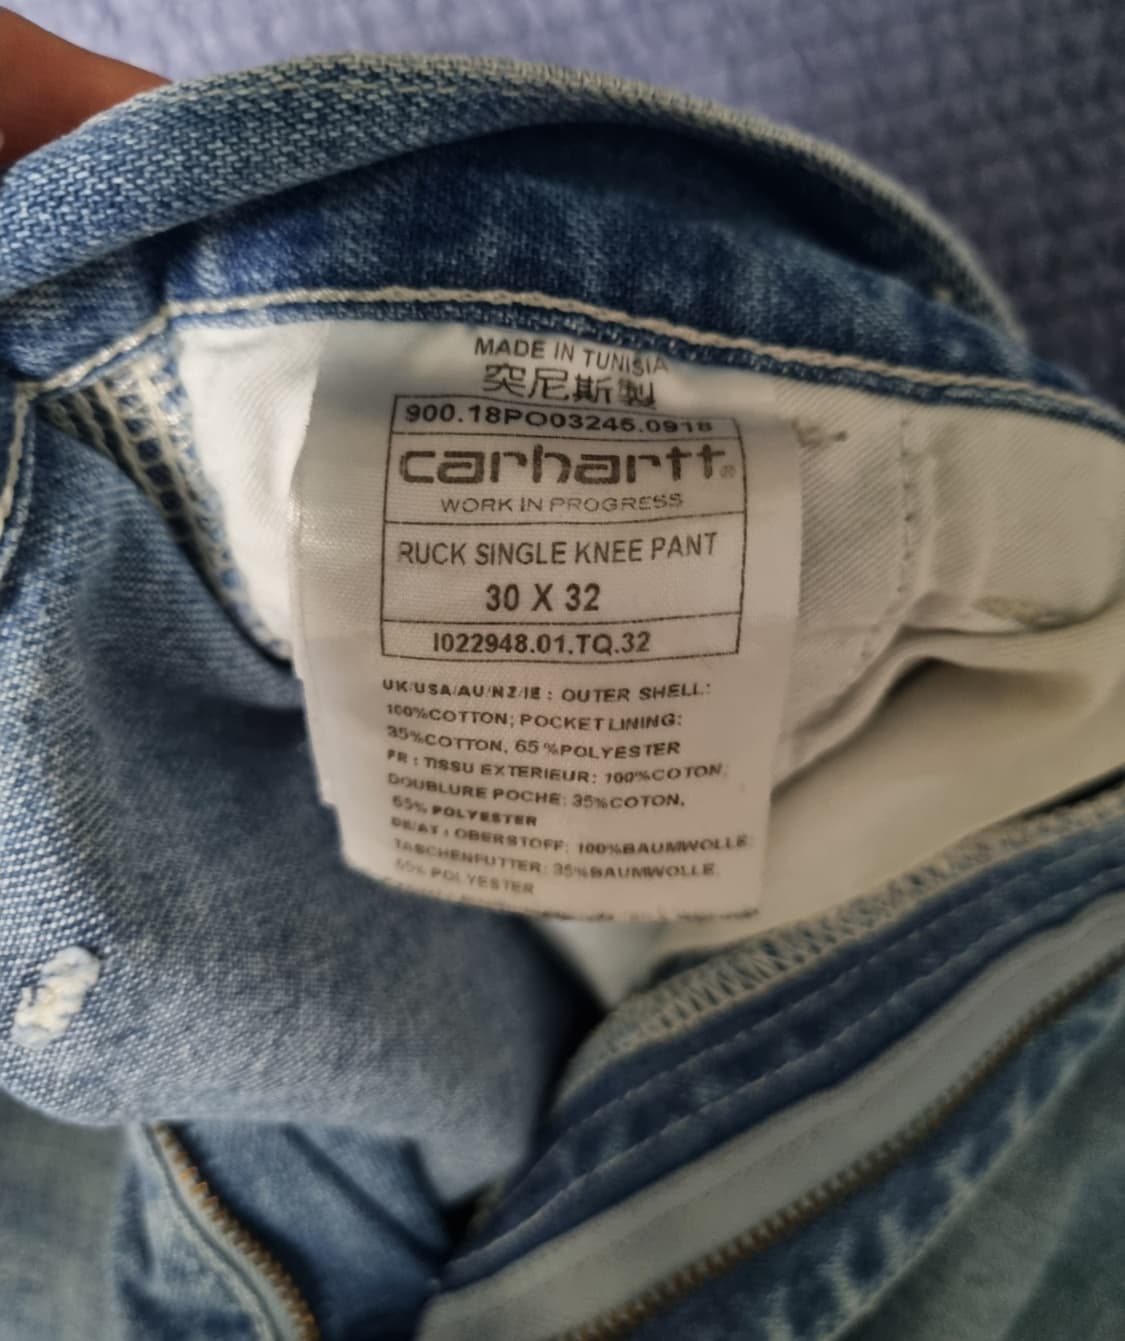 MADE IN TUNISIA
突尼斯製
900.18PO03245.0918
carhartt®
WORK IN PROGRESS
RUCK SINGLE KNEE PANT
30 X 32
I022948.01.TQ.32
UK/USA/AU/NZ/IE : OUTER SHELL:
100%COTTON; POCKET LINING:
35%COTTON, 65%POLYESTER
FR : TISSU EXTERIEUR: 100%COTON;
DOUBLURE POCHE: 35%COTON,
65% POLYESTER
DE/AT : OBERSTOFF: 100%BAUMWOLLE;
TASCHENFUTTER: 35%BAUMWOLLE,
65% POLYESTER